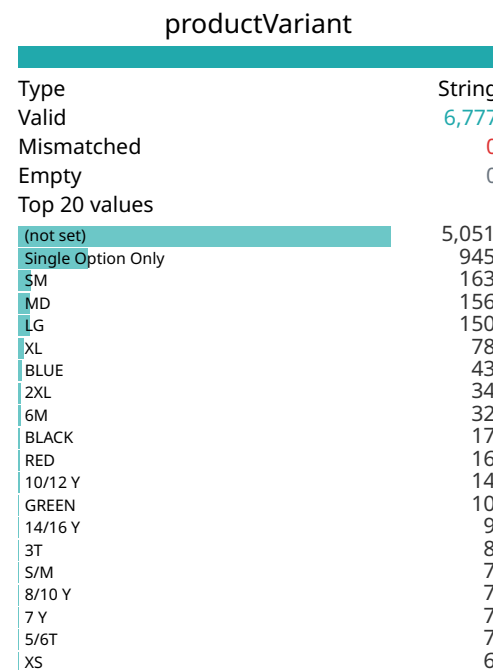 productVariant
Type String
Valid 6,777
Mismatched 0
Empty 0
Top 20 values
(not set) 5,051
Single Option Only 945
SM 163
MD 156
LG 150
XL 78
BLUE 43
2XL 34
6M 32
BLACK 17
RED 16
10/12 Y 14
GREEN 10
14/16 Y 9
3T 8
S/M 7
8/10 Y 7
7 Y 7
5/6T 7
XS 6